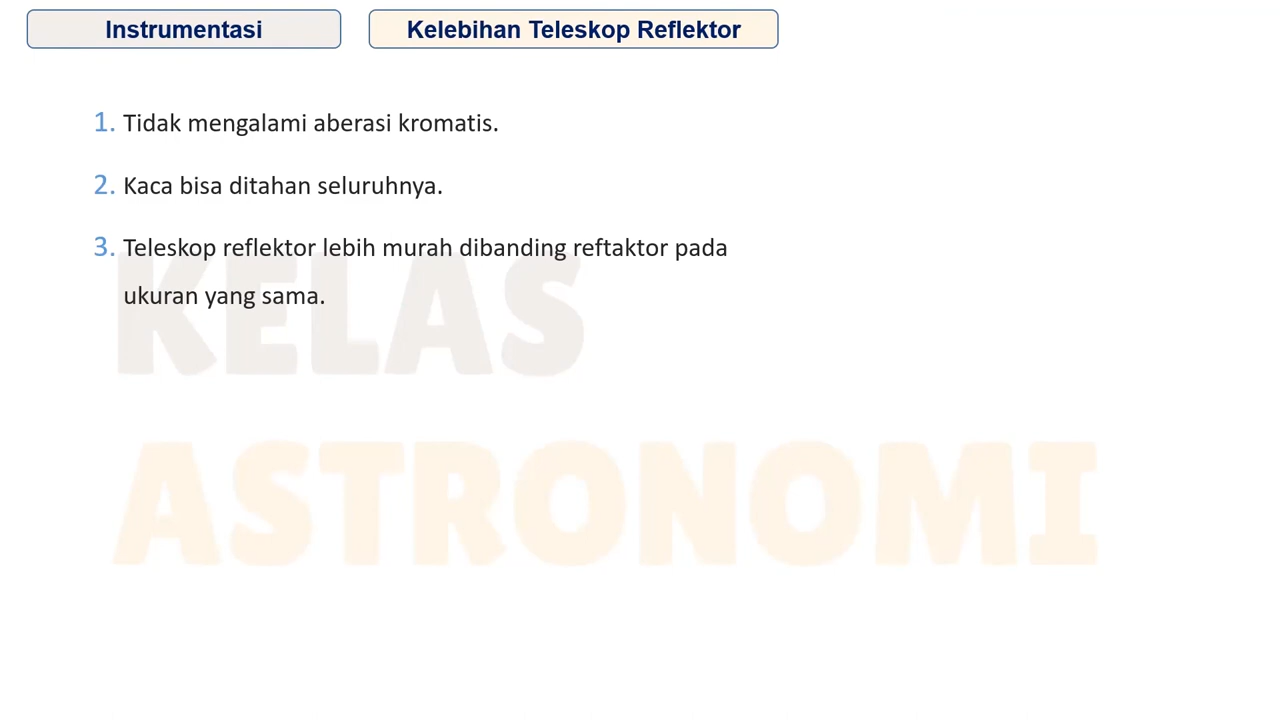 Instrumentasi
Kelebihan Teleskop Reflektor
1. Tidak mengalami aberasi kromatis.
2. Kaca bisa ditahan seluruhnya.
3. Teleskop reflektor lebih murah dibanding reftaktor pada
ukuran yang sama.
KELAS
ASTRONOMI